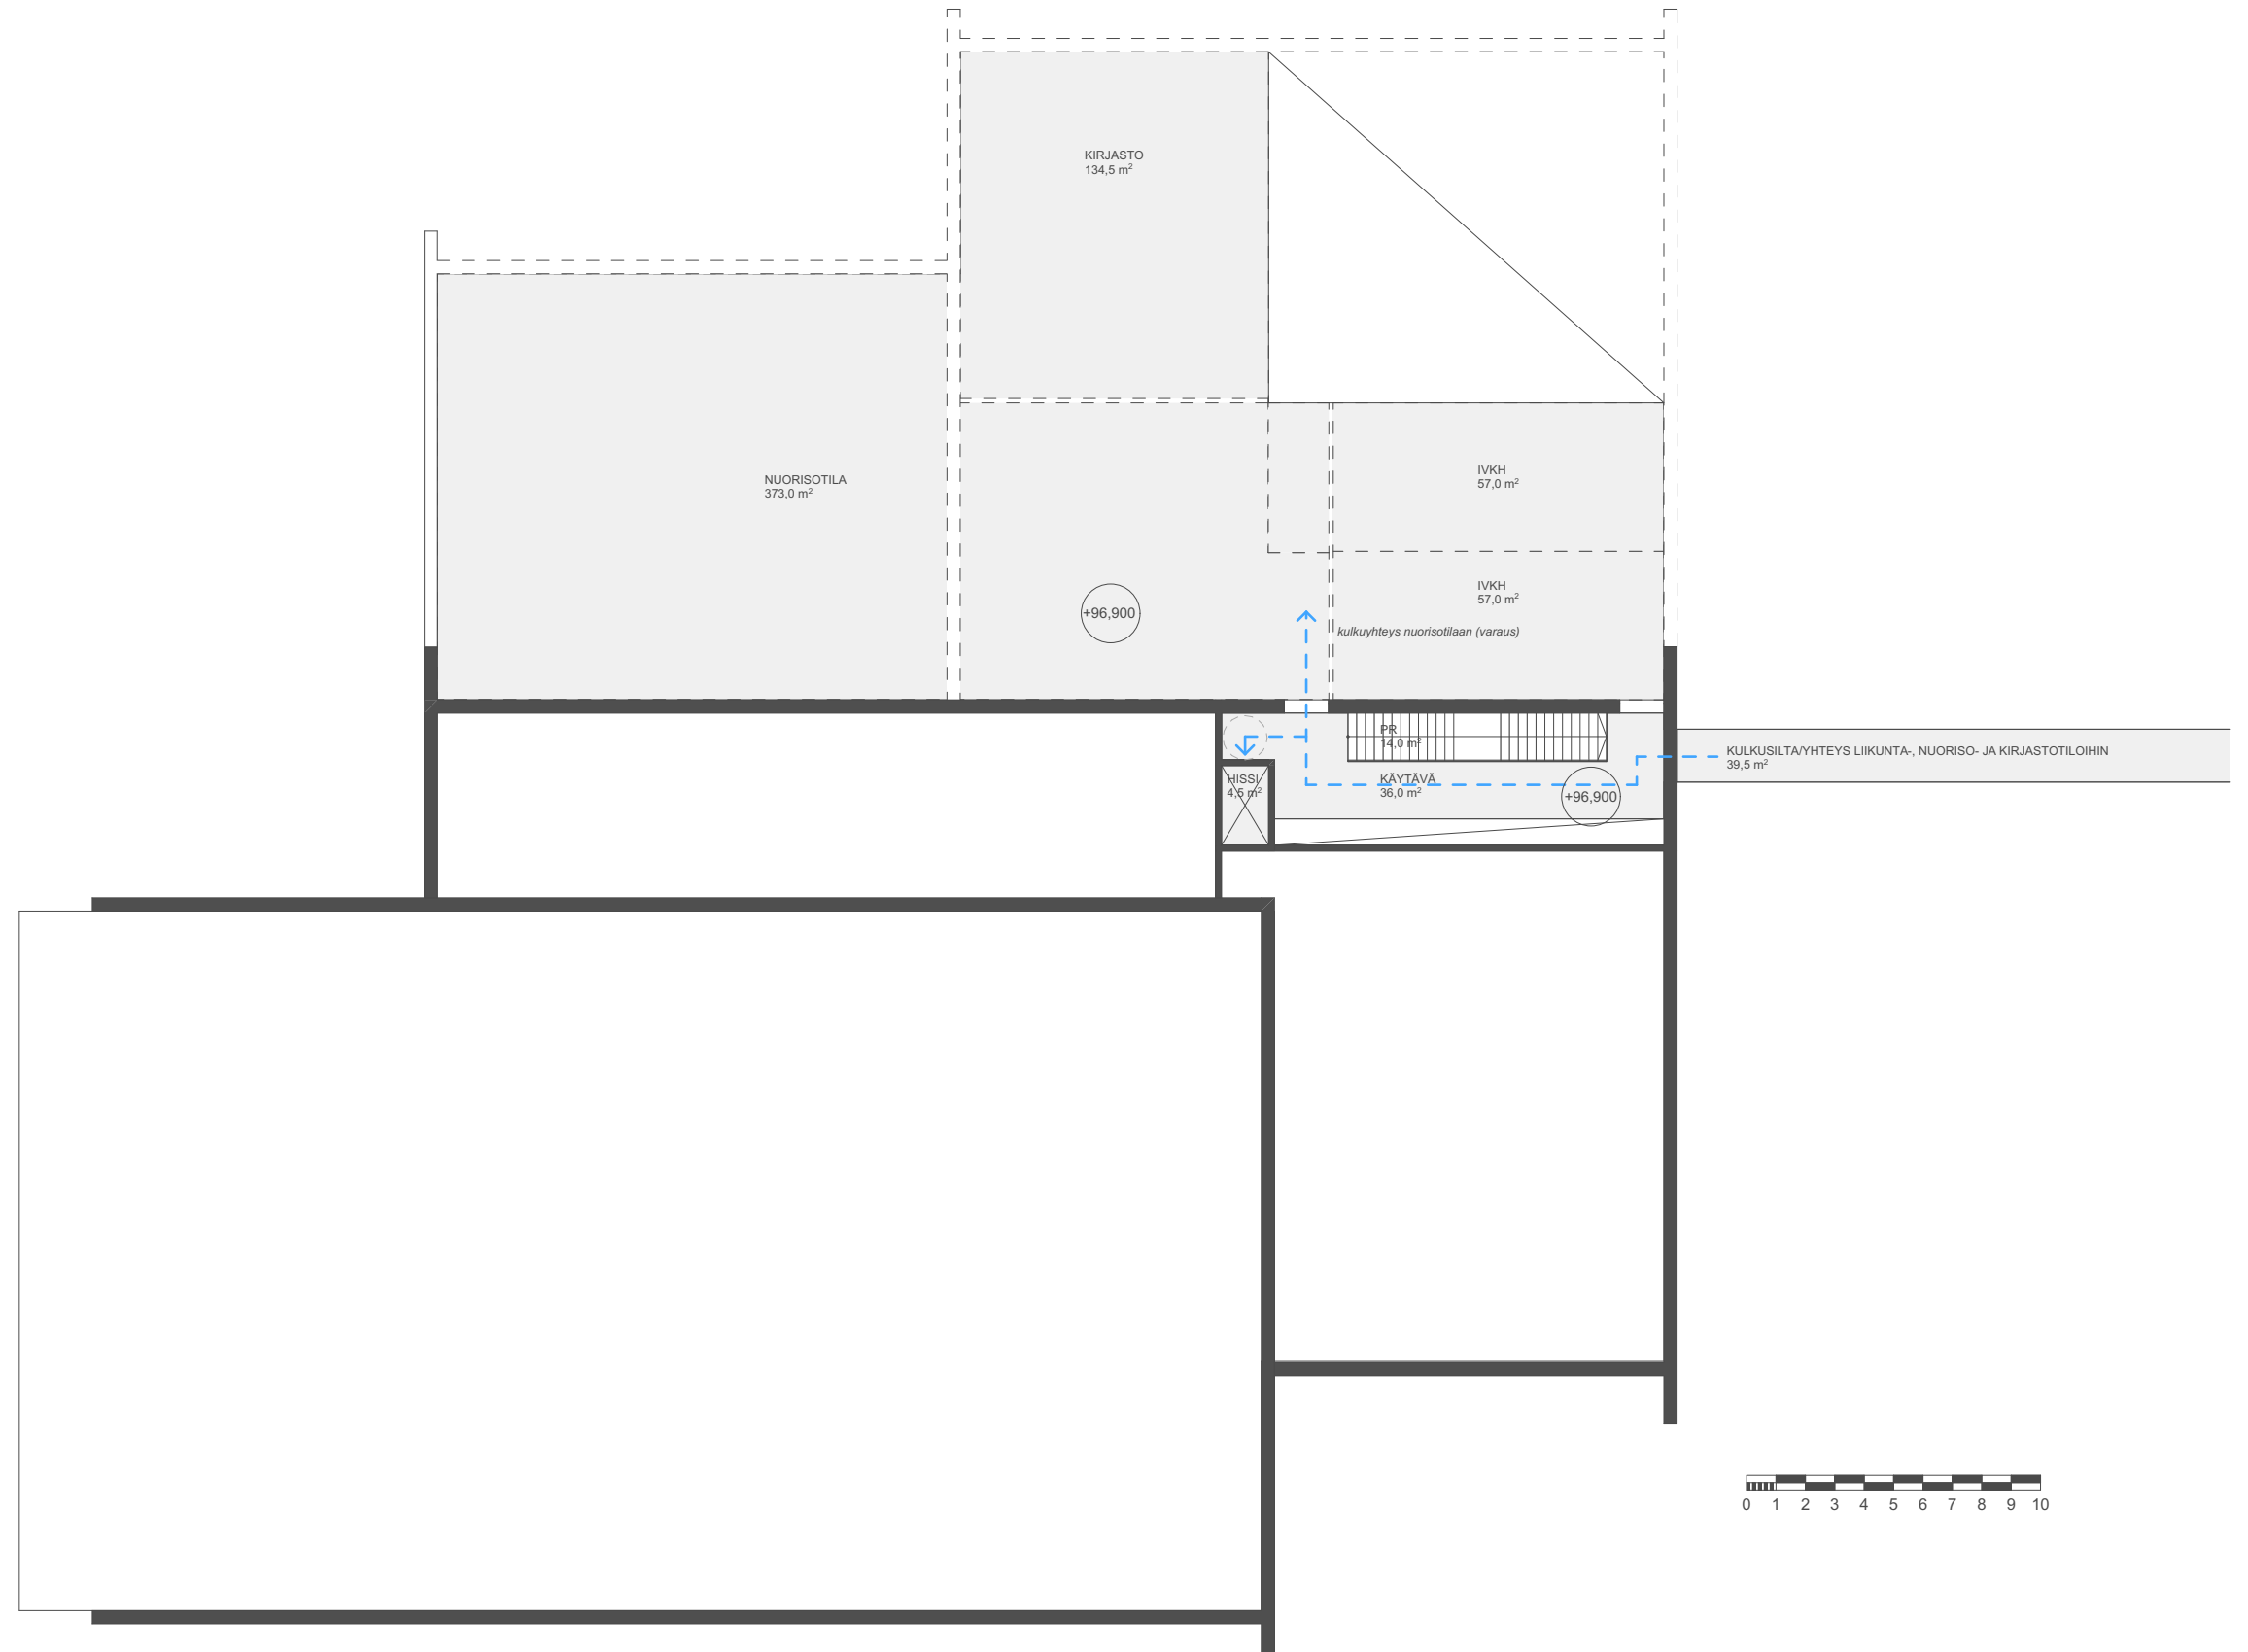 KIRJASTO
134,5 m²
NUORISOTILA
373,0 m²
IVKH
57,0 m²
IVKH
57,0 m²
+96,900
kulkuyhteys nuorisotilaan (varaus)
PR
14,0 m²
KULKUSILTA/YHTEYS LIIKUNTA-, NUORISO- JA KIRJASTOTILOIHIN
39,5 m²
HISSI
4,5 m²
KÄYTÄVÄ
36,0 m²
+96,900
0 1 2 3 4 5 6 7 8 9 10